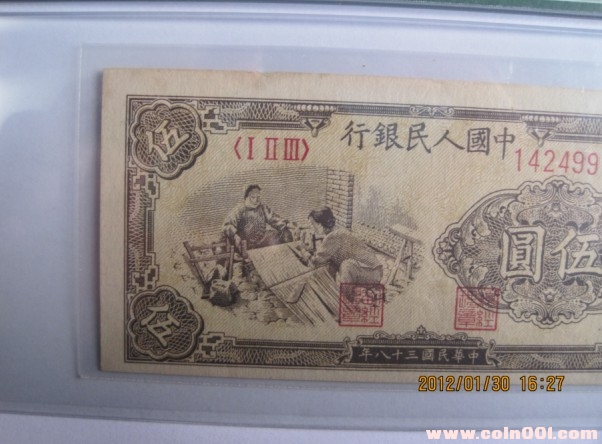 中國人民銀行
〈I II III〉 142499
伍
伍圓
伍
中華民國三十八年
2012/01/30 16:27
www.coin001.com